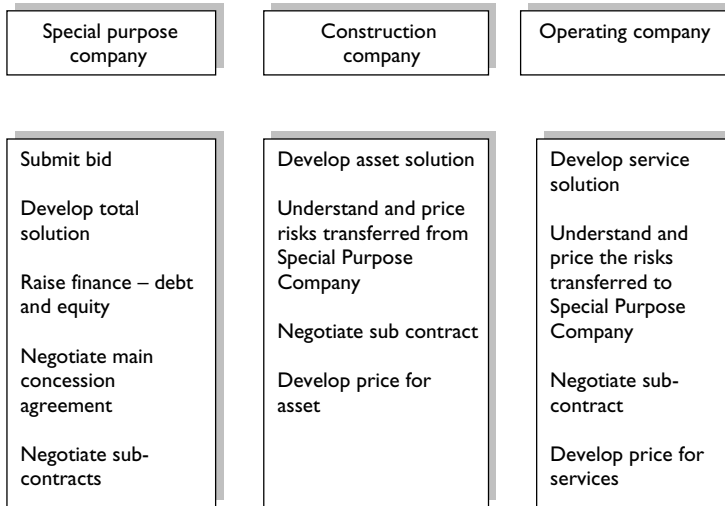 Special purpose
company
Construction
company
Operating company
Submit bid
Develop total
solution
Raise finance – debt
and equity
Negotiate main
concession
agreement
Negotiate sub-
contracts
Develop asset solution
Understand and price
risks transferred from
Special Purpose
Company
Negotiate sub contract
Develop price for
asset
Develop service
solution
Understand and
price the risks
transferred to
Special Purpose
Company
Negotiate sub-
contract
Develop price for
services